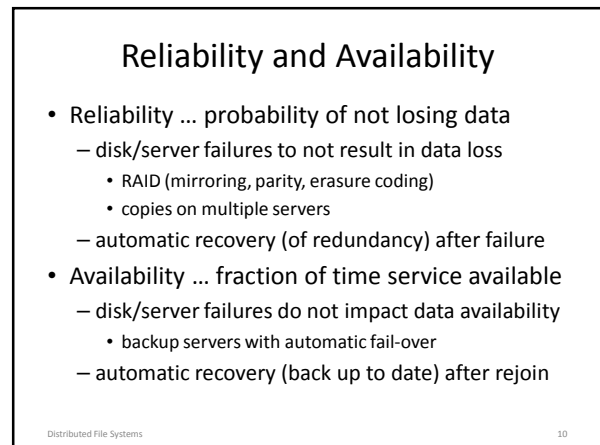 Reliability and Availability
• Reliability … probability of not losing data
– disk/server failures to not result in data loss
• RAID (mirroring, parity, erasure coding)
• copies on multiple servers
– automatic recovery (of redundancy) after failure
• Availability … fraction of time service available
– disk/server failures do not impact data availability
• backup servers with automatic fail-over
– automatic recovery (back up to date) after rejoin
Distributed File Systems 10